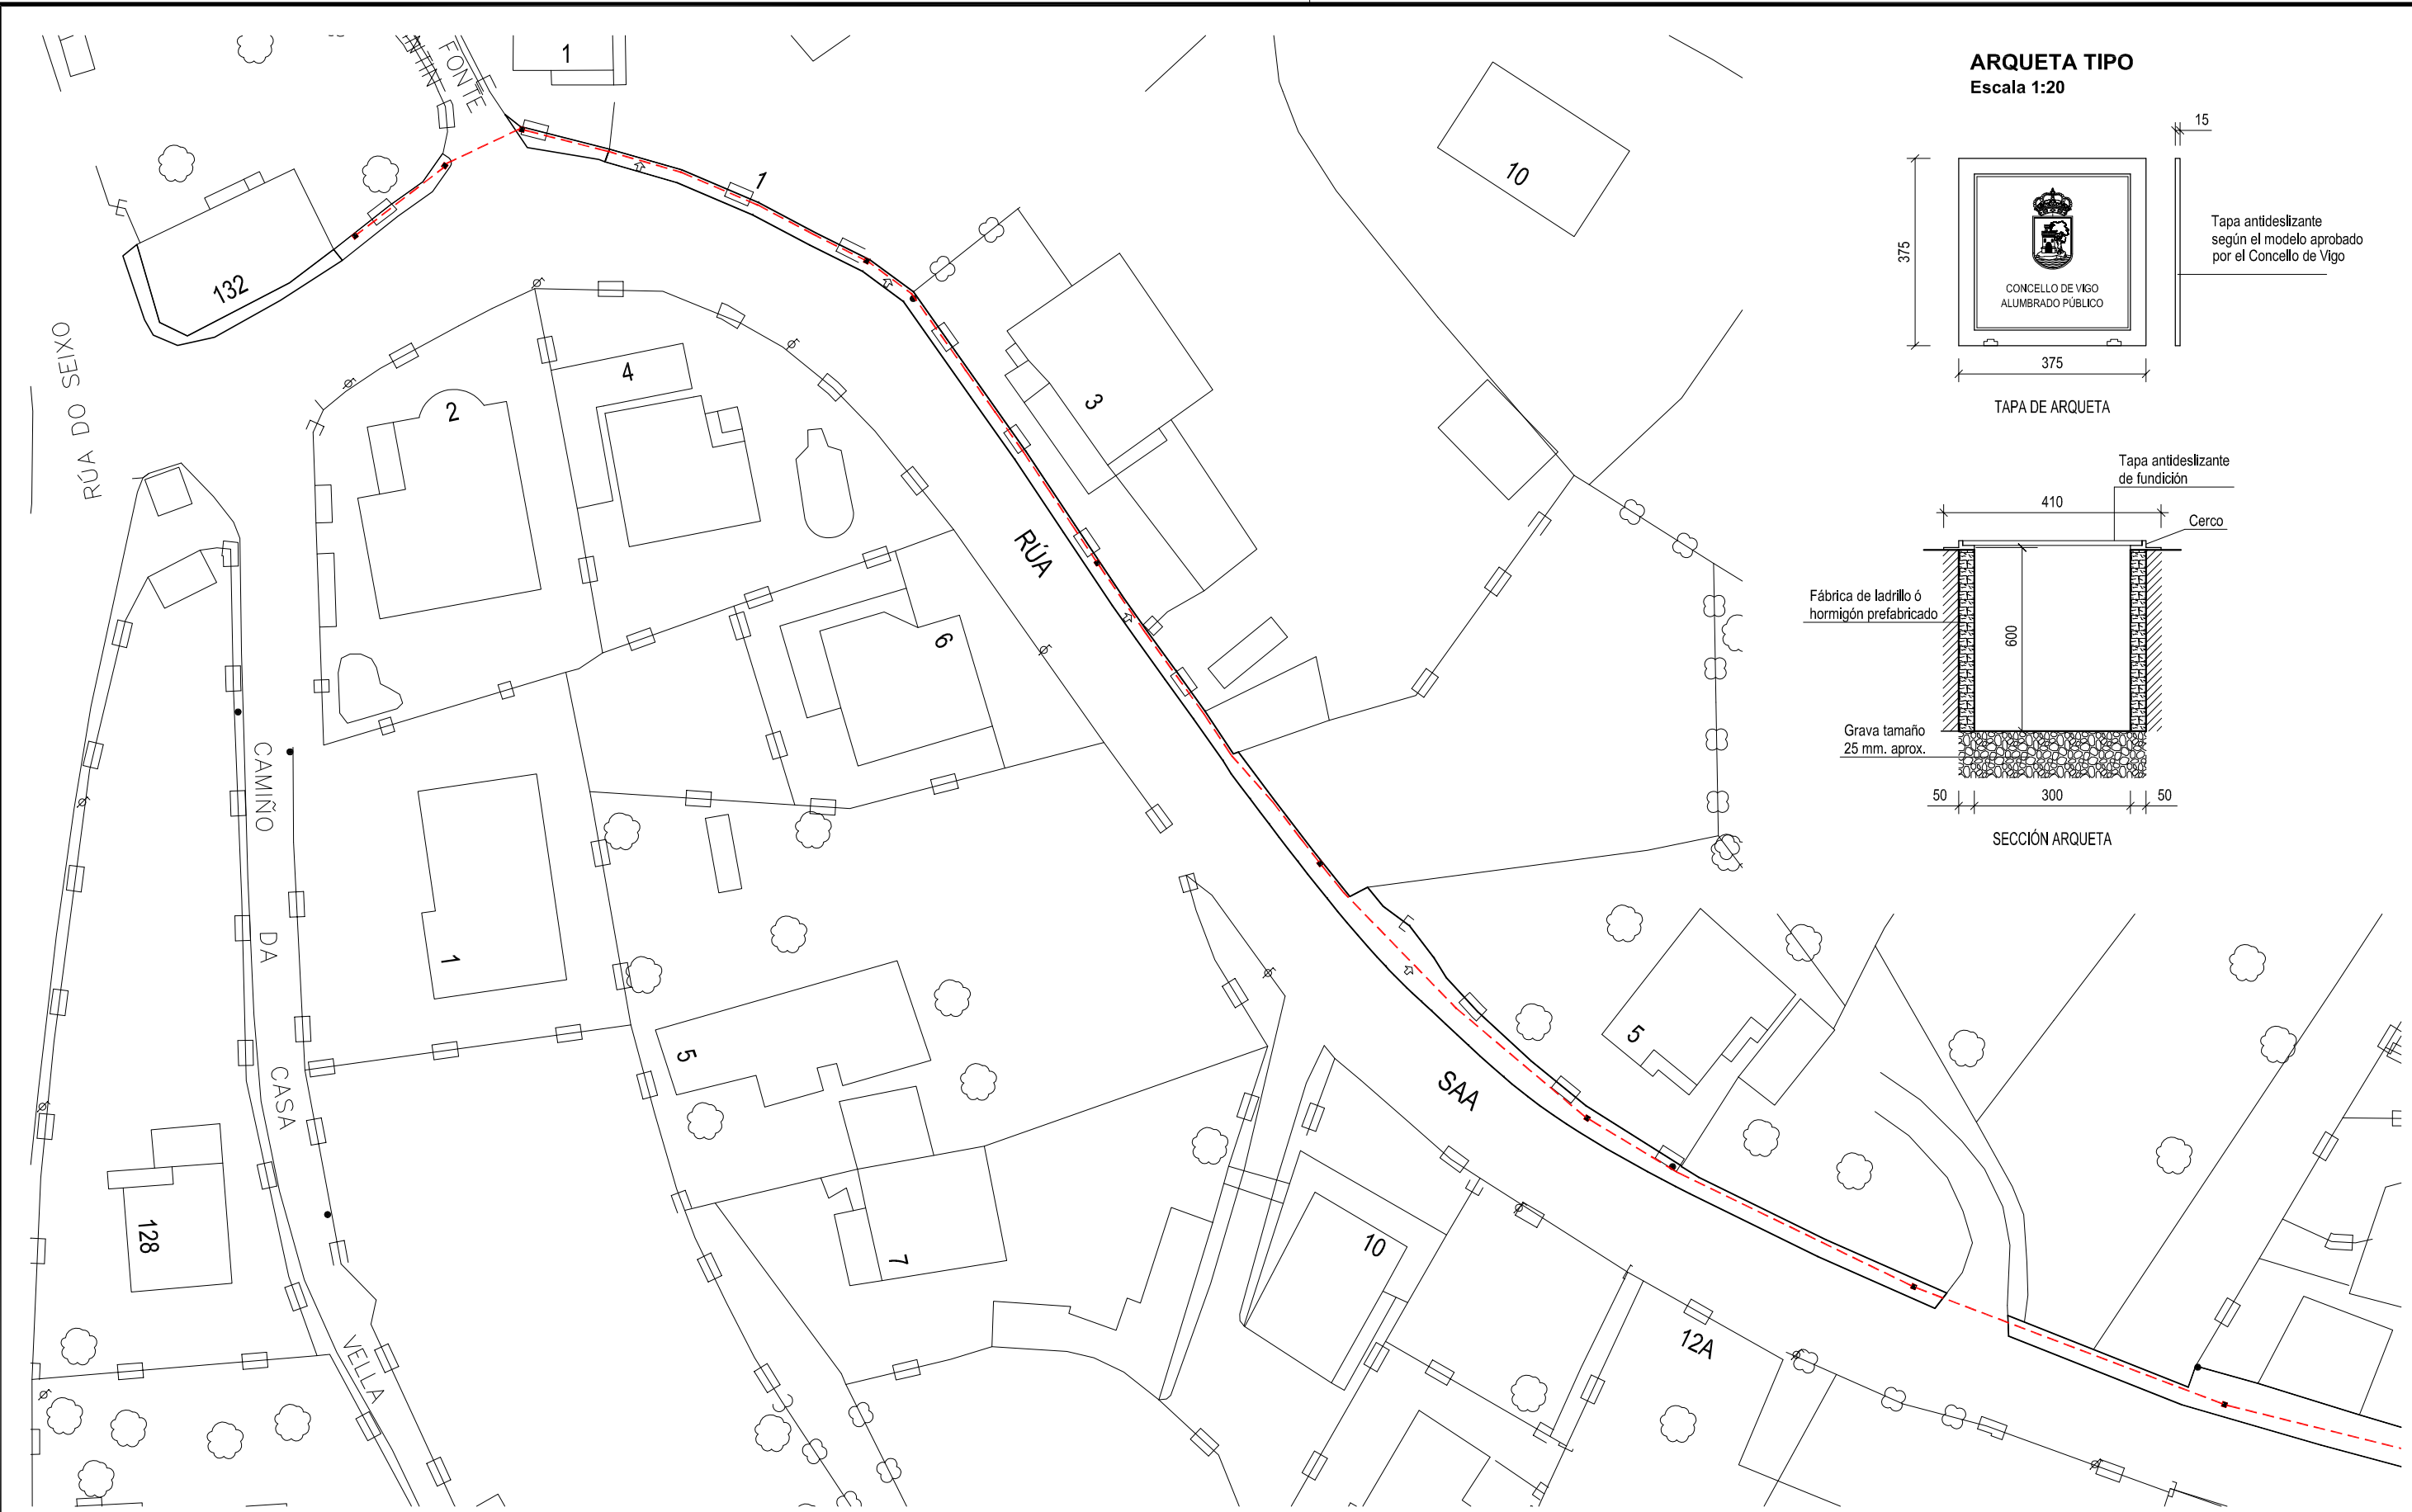 FONTE
1
132
RÚA DO SEIXO
1
2
4
3
10
RÚA
6
CAMIÑO
DA
CASA
VELLA
1
128
5
7
SAA
5
10
12A
ARQUETA TIPO
Escala 1:20
15
375
CONCELLO DE VIGO
ALUMBRADO PÚBLICO
Tapa antideslizante
según el modelo aprobado
por el Concello de Vigo
375
TAPA DE ARQUETA
Tapa antideslizante
de fundición
410
Cerco
Fábrica de ladrillo ó
hormigón prefabricado
600
Grava tamaño
25 mm. aprox.
50
300
50
SECCIÓN ARQUETA